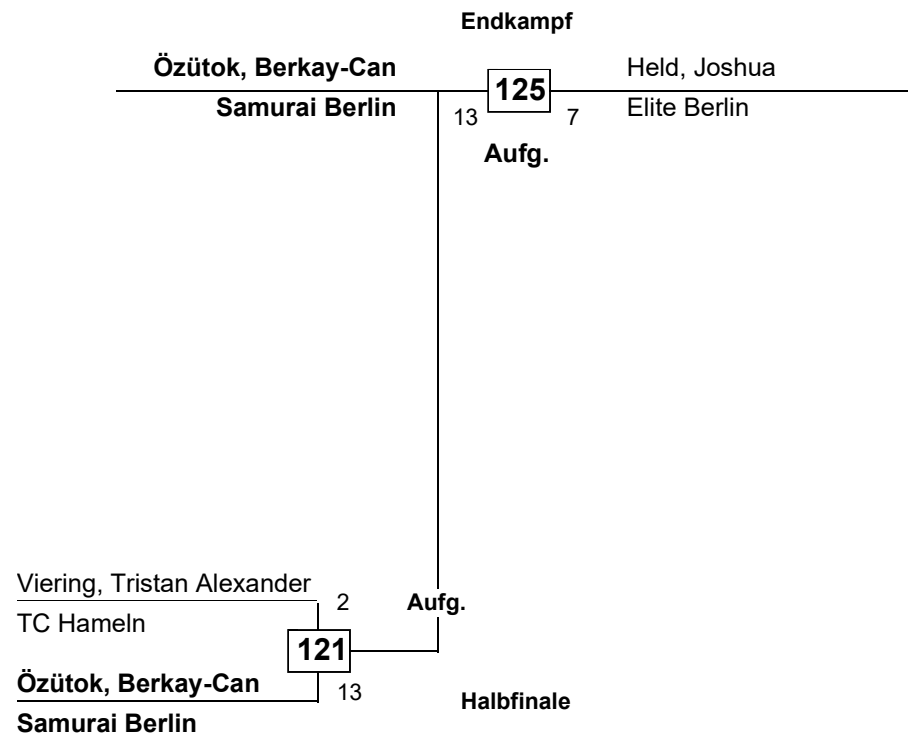 Endkampf
Özütok, Berkay-Can
Held, Joshua
125
Samurai Berlin
13
7
Elite Berlin
Aufg.
Viering, Tristan Alexander
2
Aufg.
TC Hameln
121
Özütok, Berkay-Can
13
Halbfinale
Samurai Berlin